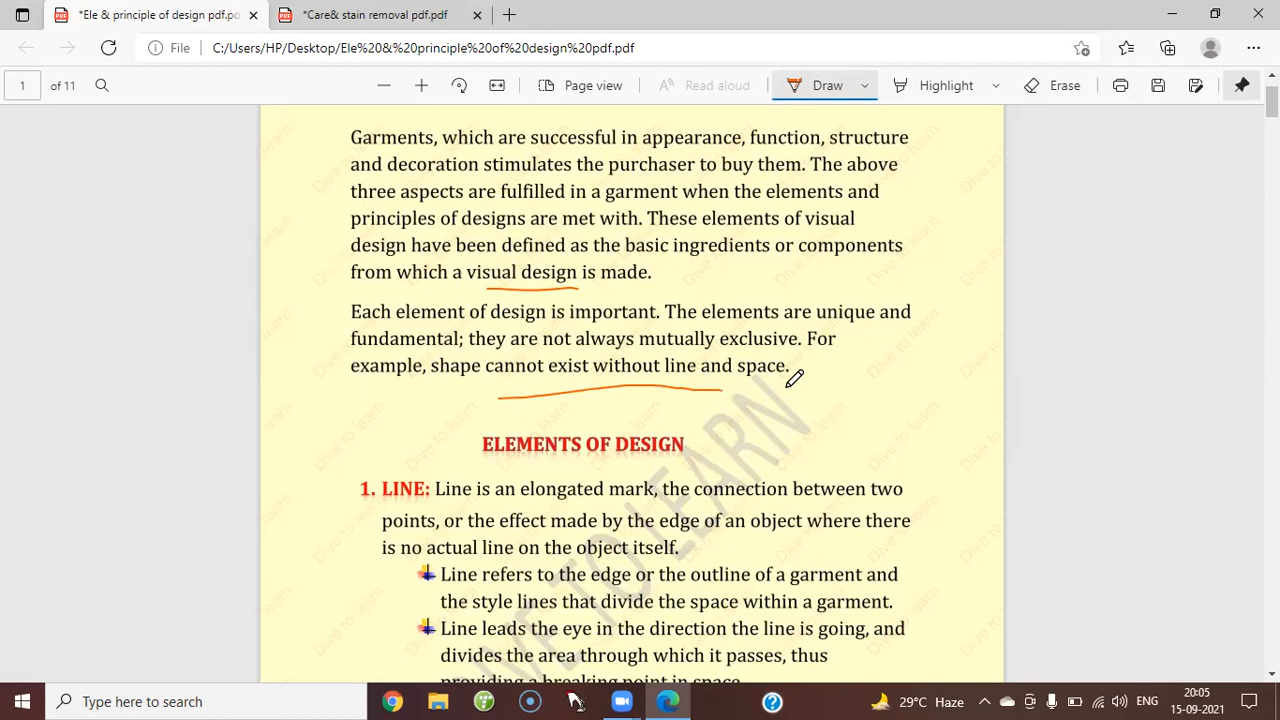 *Ele & principle of design pdf.pd
*Care& stain removal pdf.pdf
File
C:/Users/HP/Desktop/Ele%20&%20principle%20of%20design%20pdf.pdf
1 of 11
Page view
Read aloud
Draw
Highlight
Erase
Garments, which are successful in appearance, function, structure
and decoration stimulates the purchaser to buy them. The above
three aspects are fulfilled in a garment when the elements and
principles of designs are met with. These elements of visual
design have been defined as the basic ingredients or components
from which a visual design is made.
Each element of design is important. The elements are unique and
fundamental; they are not always mutually exclusive. For
example, shape cannot exist without line and space.
ELEMENTS OF DESIGN
1. LINE: Line is an elongated mark, the connection between two
points, or the effect made by the edge of an object where there
is no actual line on the object itself.
Line refers to the edge or the outline of a garment and
the style lines that divide the space within a garment.
Line leads the eye in the direction the line is going, and
divides the area through which it passes, thus
providing a breaking point in space.
Type here to search
29°C Haze
ENG
20:05
15-09-2021